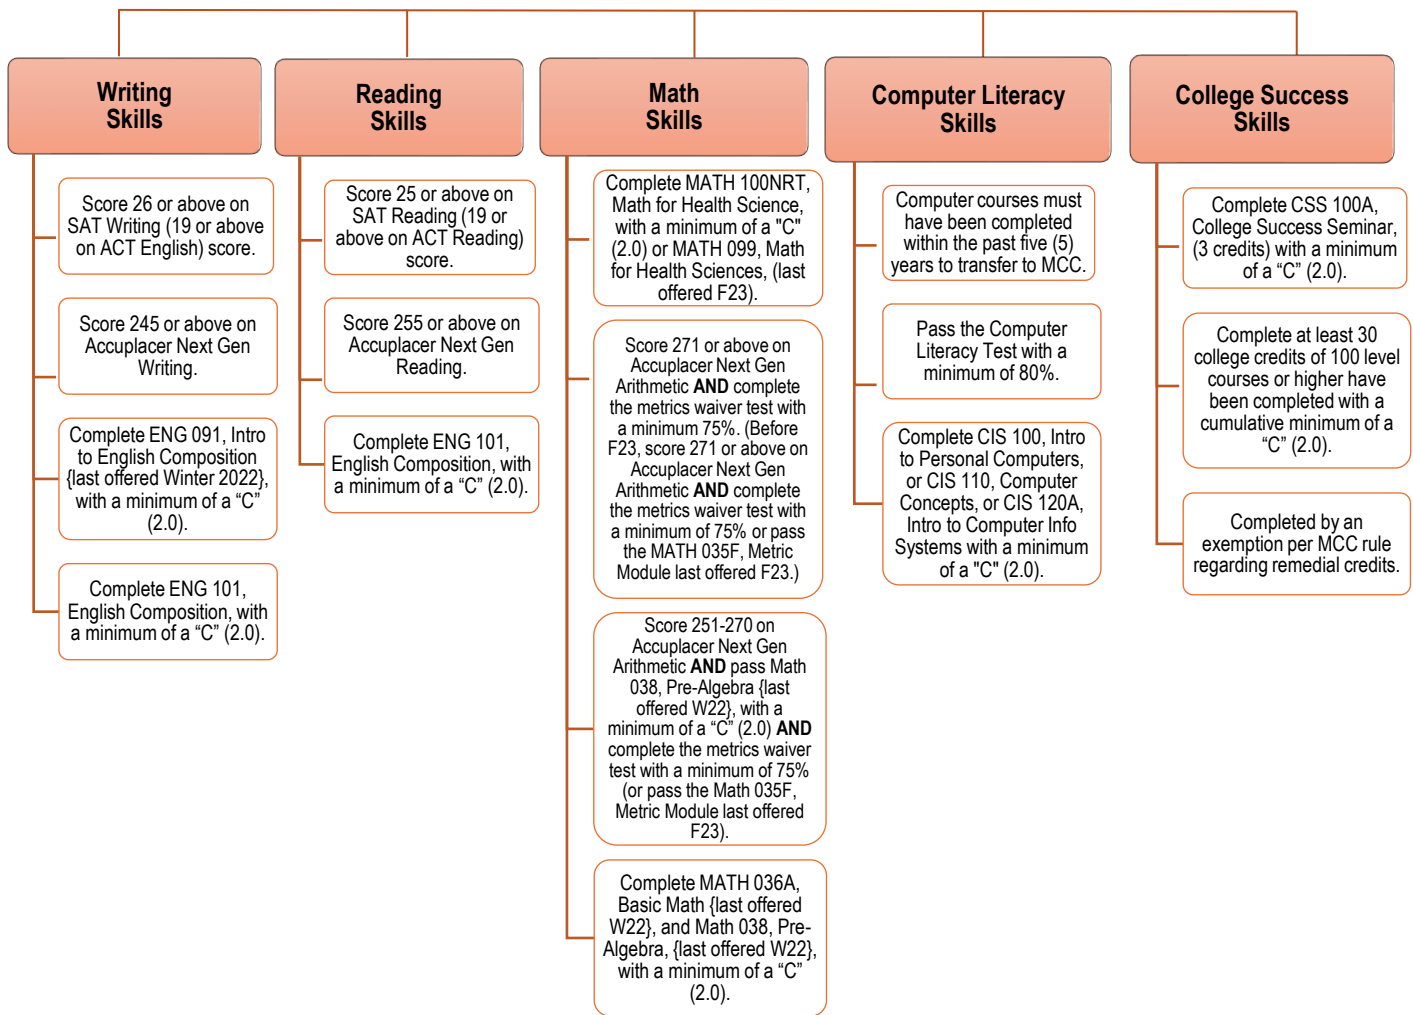 Writing
Skills
Score 26 or above on
SAT Writing (19 or above
on ACT English) score.
Score 245 or above on
Accuplacer Next Gen
Writing.
Complete ENG 091, Intro
to English Composition
{last offered Winter 2022},
with a minimum of a “C”
(2.0).
Complete ENG 101,
English Composition, with
a minimum of a “C” (2.0).
Reading
Skills
Score 25 or above on
SAT Reading (19 or
above on ACT Reading)
score.
Score 255 or above on
Accuplacer Next Gen
Reading.
Complete ENG 101,
English Composition, with
a minimum of a “C” (2.0).
Math
Skills
Complete MATH 100NRT,
Math for Health Science,
with a minimum of a "C"
(2.0) or MATH 099, Math
for Health Sciences, (last
offered F23).
Score 271 or above on
Accuplacer Next Gen
Arithmetic AND complete
the metrics waiver test with
a minimum 75%. (Before
F23, score 271 or above on
Accuplacer Next Gen
Arithmetic AND complete
the metrics waiver test with
a minimum of 75% or pass
the MATH 035F, Metric
Module last offered F23.)
Score 251-270 on
Accuplacer Next Gen
Arithmetic AND pass Math
038, Pre-Algebra {last
offered W22}, with a
minimum of a “C” (2.0) AND
complete the metrics waiver
test with a minimum of 75%
(or pass the Math 035F,
Metric Module last offered
F23).
Complete MATH 036A,
Basic Math {last offered
W22}, and Math 038, Pre-
Algebra, {last offered W22},
with a minimum of a “C”
(2.0).
Computer Literacy
Skills
Computer courses must
have been completed
within the past five (5)
years to transfer to MCC.
Pass the Computer
Literacy Test with a
minimum of 80%.
Complete CIS 100, Intro
to Personal Computers,
or CIS 110, Computer
Concepts, or CIS 120A,
Intro to Computer Info
Systems with a minimum
of a "C" (2.0).
College Success
Skills
Complete CSS 100A,
College Success Seminar,
(3 credits) with a minimum
of a “C” (2.0).
Complete at least 30
college credits of 100 level
courses or higher have
been completed with a
cumulative minimum of a
“C” (2.0).
Completed by an
exemption per MCC rule
regarding remedial credits.